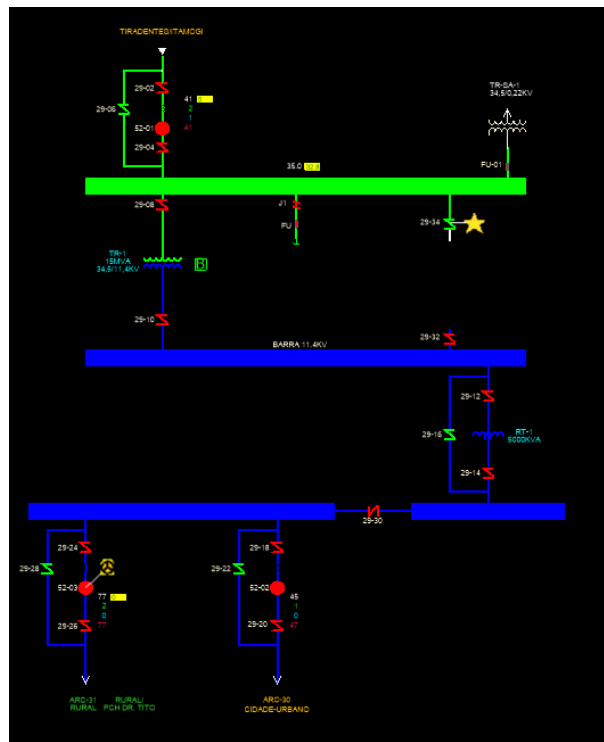 TIRADENTES/ITAMOGI
29-02
41
2
29-06
1
52-01
41
29-04
TR-SA-1
34,5/0,22KV
FU-01
35.0
29-08
J1
FU
29-34
TR-1
15MVA
34,5/11,4KV
B
29-10
BARRA 11.4KV
29-32
29-12
29-16
RT-1
5000KVA
29-14
29-30
29-24
29-18
29-28
29-22
52-03
77
2
0
77
52-02
45
1
0
47
29-26
29-20
RURAL/
RURAL PCH DR. TITO
ARC-30
CIDADE-URBANO